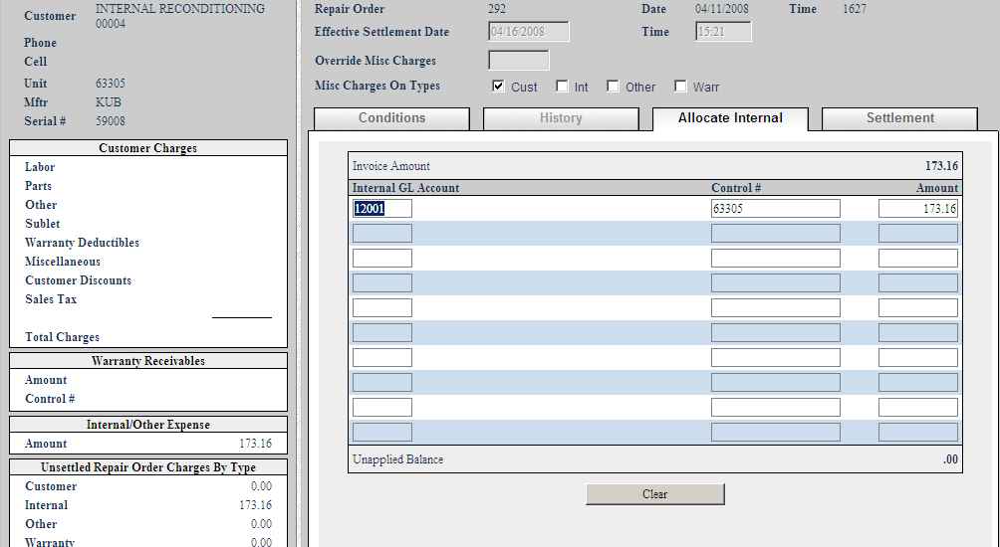 Customer INTERNAL RECONDITIONING
00004
Phone
Cell
Unit 63305
Mftr KUB
Serial # 59008
Customer Charges
Labor
Parts
Other
Sublet
Warranty Deductibles
Miscellaneous
Customer Discounts
Sales Tax
Total Charges
Warranty Receivables
Amount
Control #
Internal/Other Expense
Amount 173.16
Unsettled Repair Order Charges By Type
Customer 0.00
Internal 173.16
Other 0.00
Warranty 0.00
Repair Order 292 Date 04/11/2008 Time 1627
Effective Settlement Date 04/16/2008 Time 15:21
Override Misc Charges
Misc Charges On Types Cust Int Other Warr
Conditions History Allocate Internal Settlement
Invoice Amount 173.16
Internal GL Account Control # Amount
12001 63305 173.16
Unapplied Balance .00
Clear